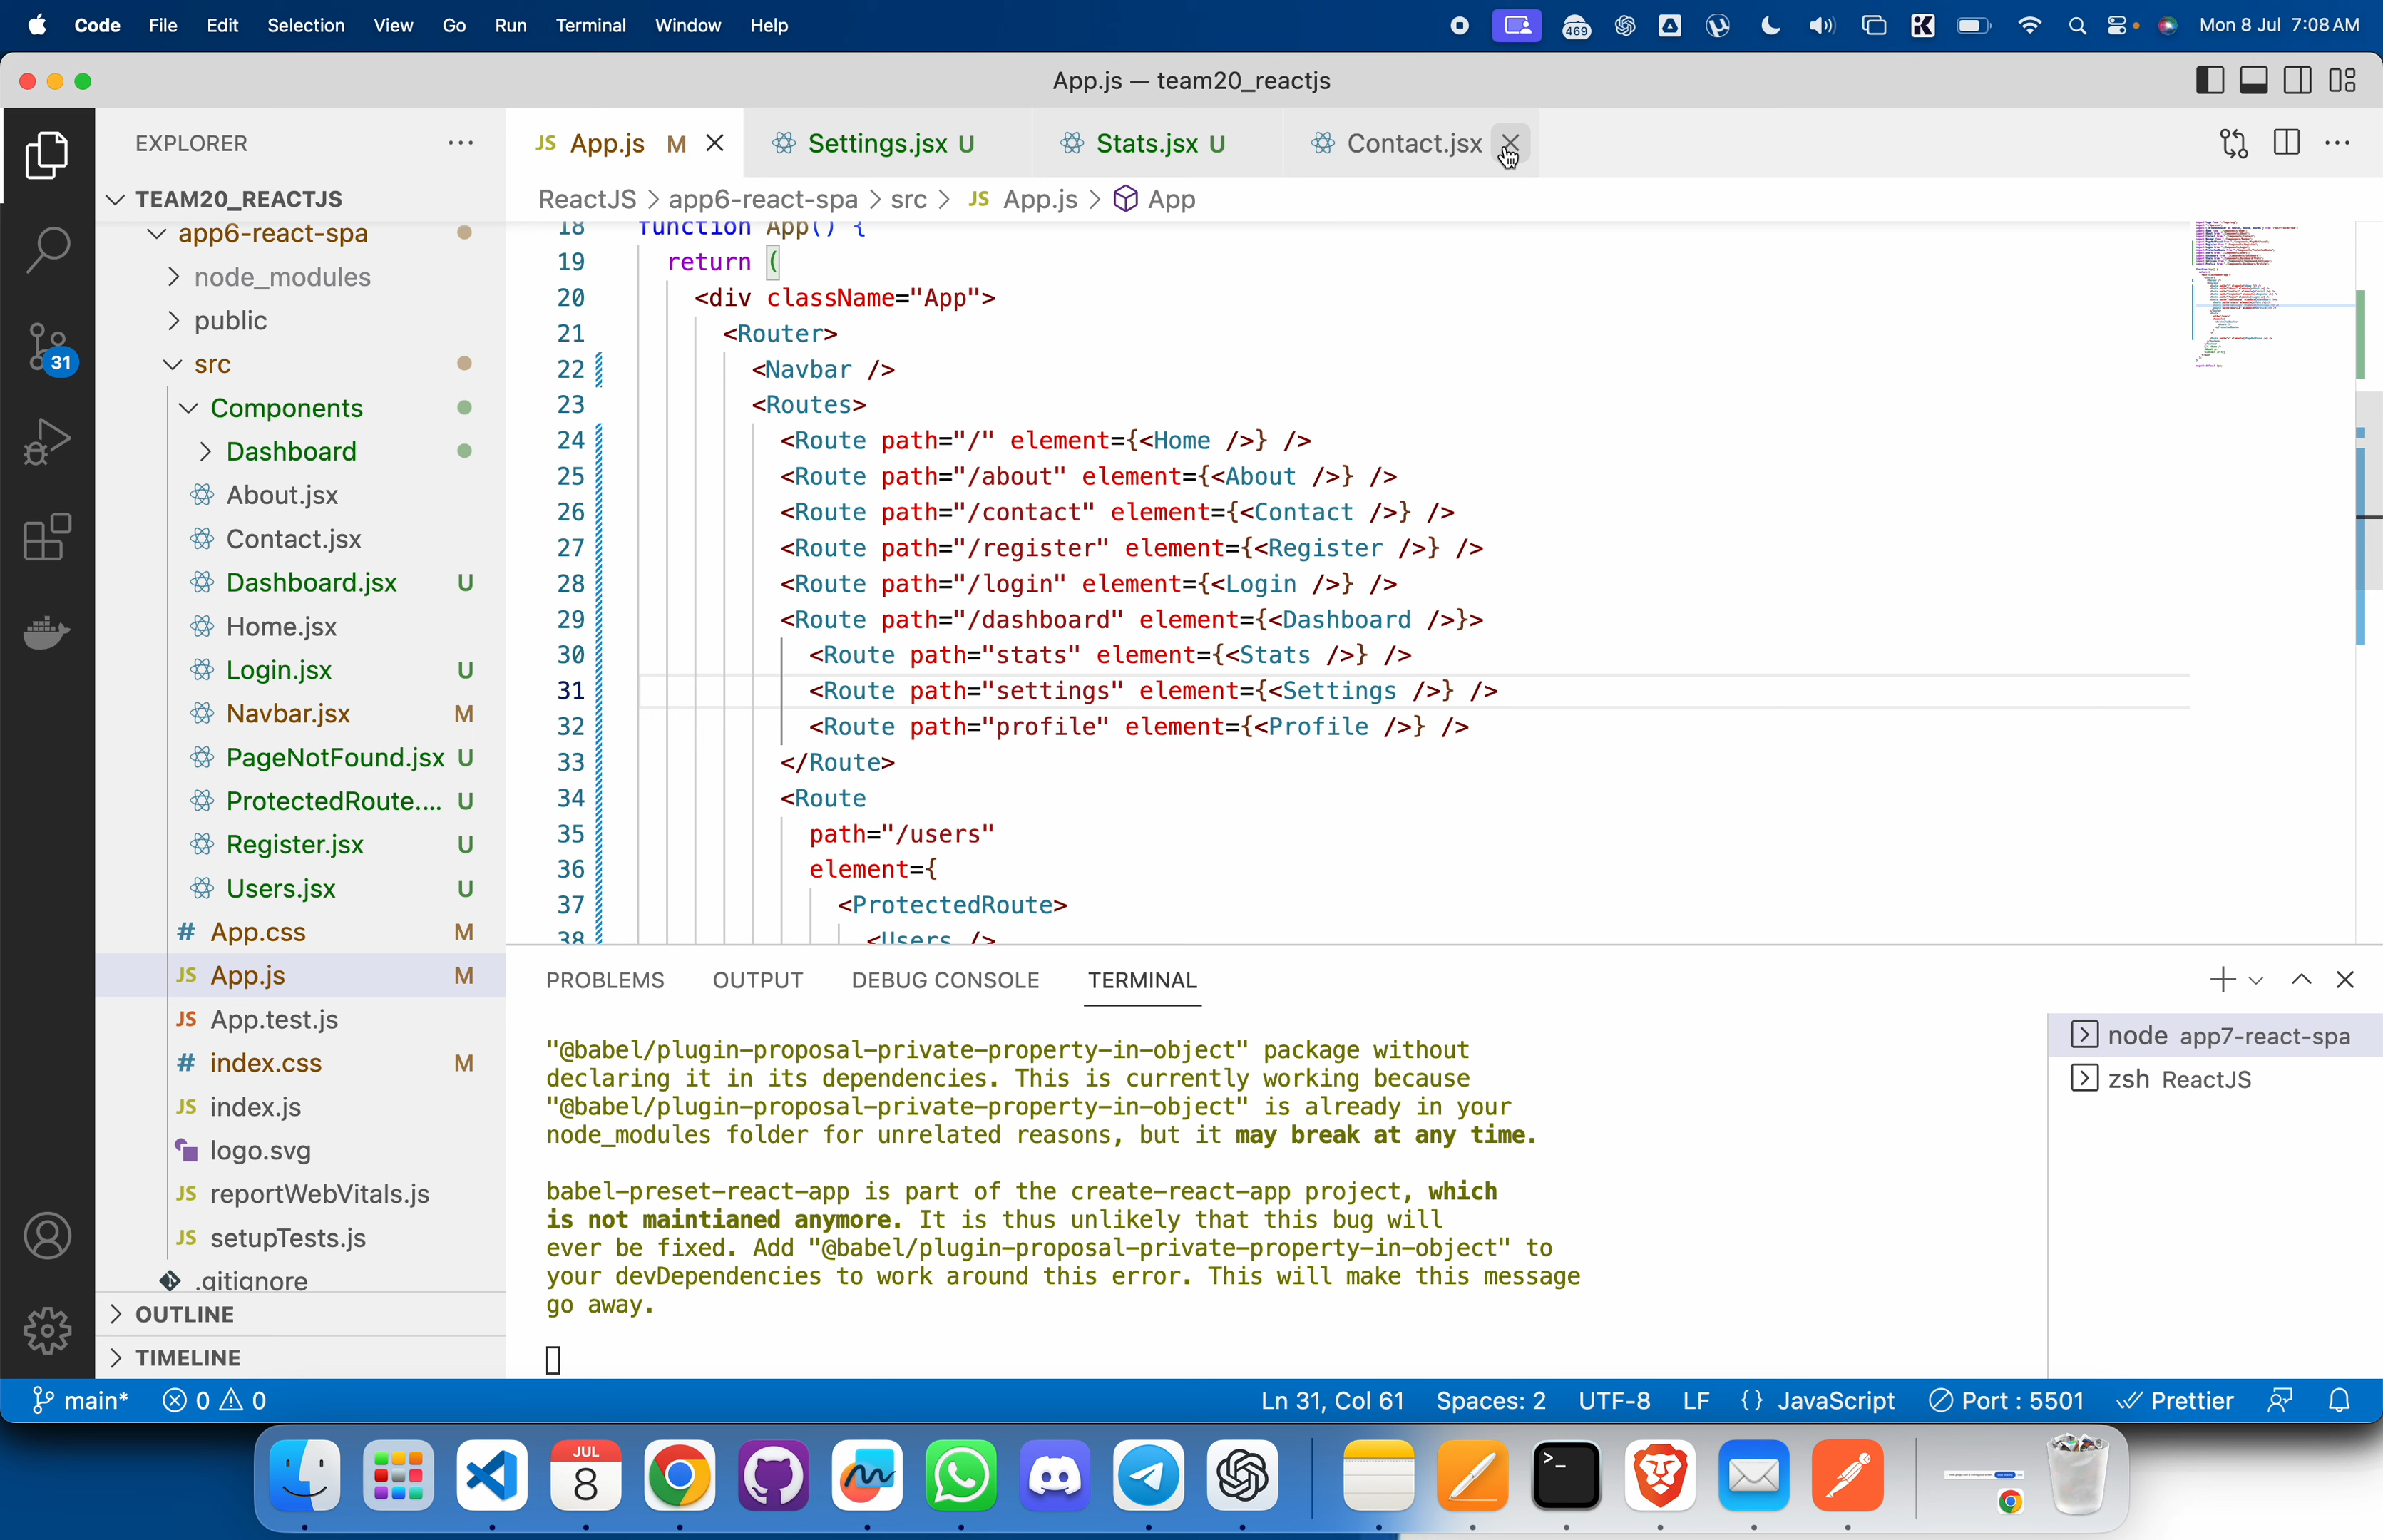 Code File Edit Selection View Go Run Terminal Window Help 469 Mon 8 Jul 7:08 AM
App.js — team20_reactjs
EXPLORER
JS App.js M
Settings.jsx U
Stats.jsx U
Contact.jsx
TEAM20_REACTJS
ReactJS > app6-react-spa > src > JS App.js > App
app6-react-spa
node_modules
public
src
Components
Dashboard
About.jsx
Contact.jsx
Dashboard.jsx U
Home.jsx
Login.jsx U
Navbar.jsx M
PageNotFound.jsx U
ProtectedRoute.... U
Register.jsx U
Users.jsx U
# App.css M
JS App.js M
JS App.test.js
# index.css M
JS index.js
logo.svg
JS reportWebVitals.js
JS setupTests.js
.gitignore
OUTLINE
TIMELINE
31
18 function App() {
19 return (
20 <div className="App">
21 <Router>
22 <Navbar />
23 <Routes>
24 <Route path="/" element={<Home />} />
25 <Route path="/about" element={<About />} />
26 <Route path="/contact" element={<Contact />} />
27 <Route path="/register" element={<Register />} />
28 <Route path="/login" element={<Login />} />
29 <Route path="/dashboard" element={<Dashboard />}>
30 <Route path="stats" element={<Stats />} />
31 <Route path="settings" element={<Settings />} />
32 <Route path="profile" element={<Profile />} />
33 </Route>
34 <Route
35 path="/users"
36 element={
37 <ProtectedRoute>
38 <Users />
PROBLEMS OUTPUT DEBUG CONSOLE TERMINAL
"@babel/plugin-proposal-private-property-in-object" package without
declaring it in its dependencies. This is currently working because
"@babel/plugin-proposal-private-property-in-object" is already in your
node_modules folder for unrelated reasons, but it may break at any time.
babel-preset-react-app is part of the create-react-app project, which
is not maintianed anymore. It is thus unlikely that this bug will
ever be fixed. Add "@babel/plugin-proposal-private-property-in-object" to
your devDependencies to work around this error. This will make this message
go away.
node app7-react-spa
zsh ReactJS
main* 0 0
Ln 31, Col 61 Spaces: 2 UTF-8 LF {} JavaScript Port : 5501 Prettier
JUL
8